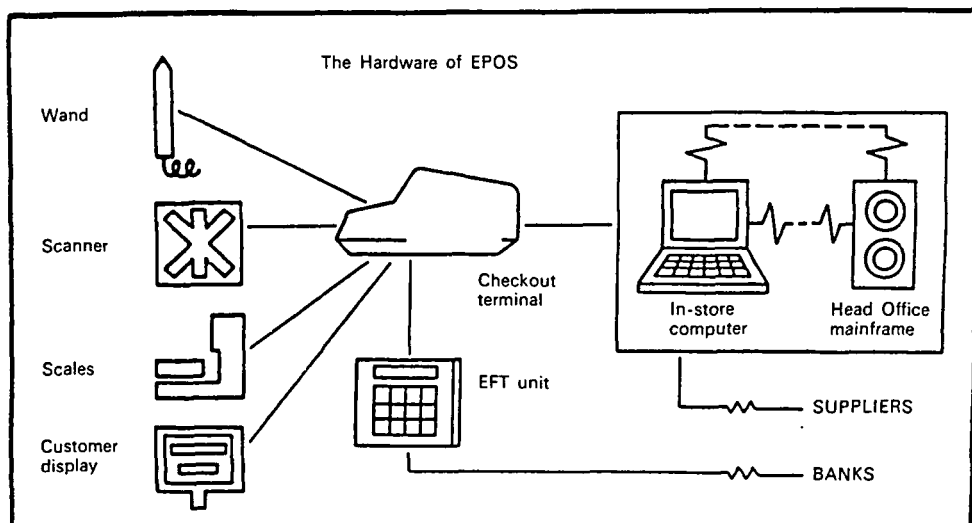 The Hardware of EPOS
Wand
Scanner
Scales
Customer
display
Checkout
terminal
EFT unit
In-store
computer
Head Office
mainframe
SUPPLIERS
BANKS